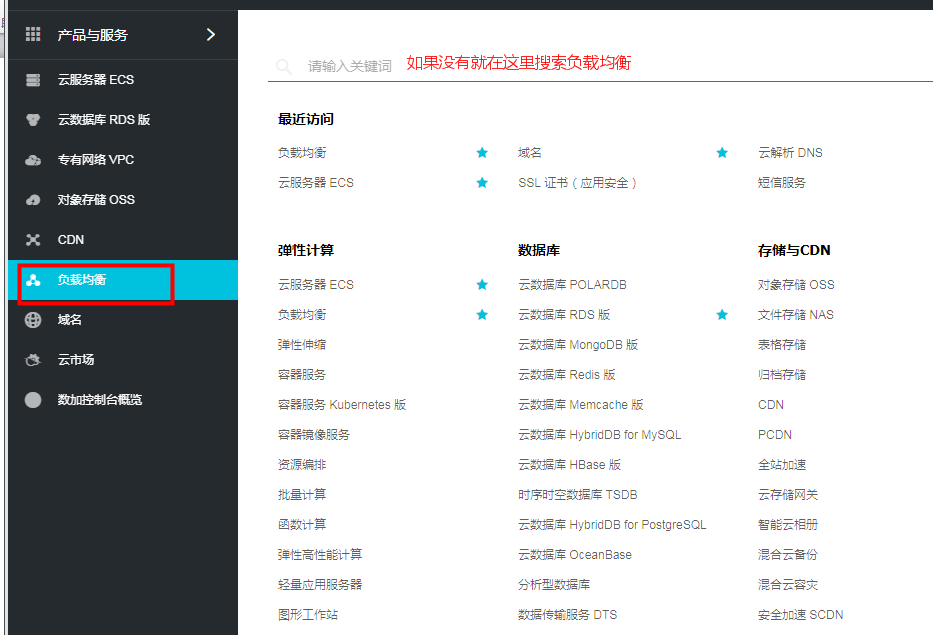 产品与服务
云服务器 ECS
云数据库 RDS 版
专有网络 VPC
对象存储 OSS
CDN
负载均衡
域名
云市场
数加控制台概览
请输入关键词 如果没有就在这里搜索负载均衡
最近访问
负载均衡 域名 云解析 DNS
云服务器 ECS SSL 证书（应用安全） 短信服务
弹性计算 数据库 存储与CDN
云服务器 ECS 云数据库 POLARDB 对象存储 OSS
负载均衡 云数据库 RDS 版 文件存储 NAS
弹性伸缩 云数据库 MongoDB 版 表格存储
容器服务 云数据库 Redis 版 归档存储
容器服务 Kubernetes 版 云数据库 Memcache 版 CDN
容器镜像服务 云数据库 HybridDB for MySQL PCDN
资源编排 云数据库 HBase 版 全站加速
批量计算 时序时空数据库 TSDB 云存储网关
函数计算 云数据库 HybridDB for PostgreSQL 智能云相册
弹性高性能计算 云数据库 OceanBase 混合云备份
轻量应用服务器 分析型数据库 混合云容灾
图形工作站 数据传输服务 DTS 安全加速 SCDN